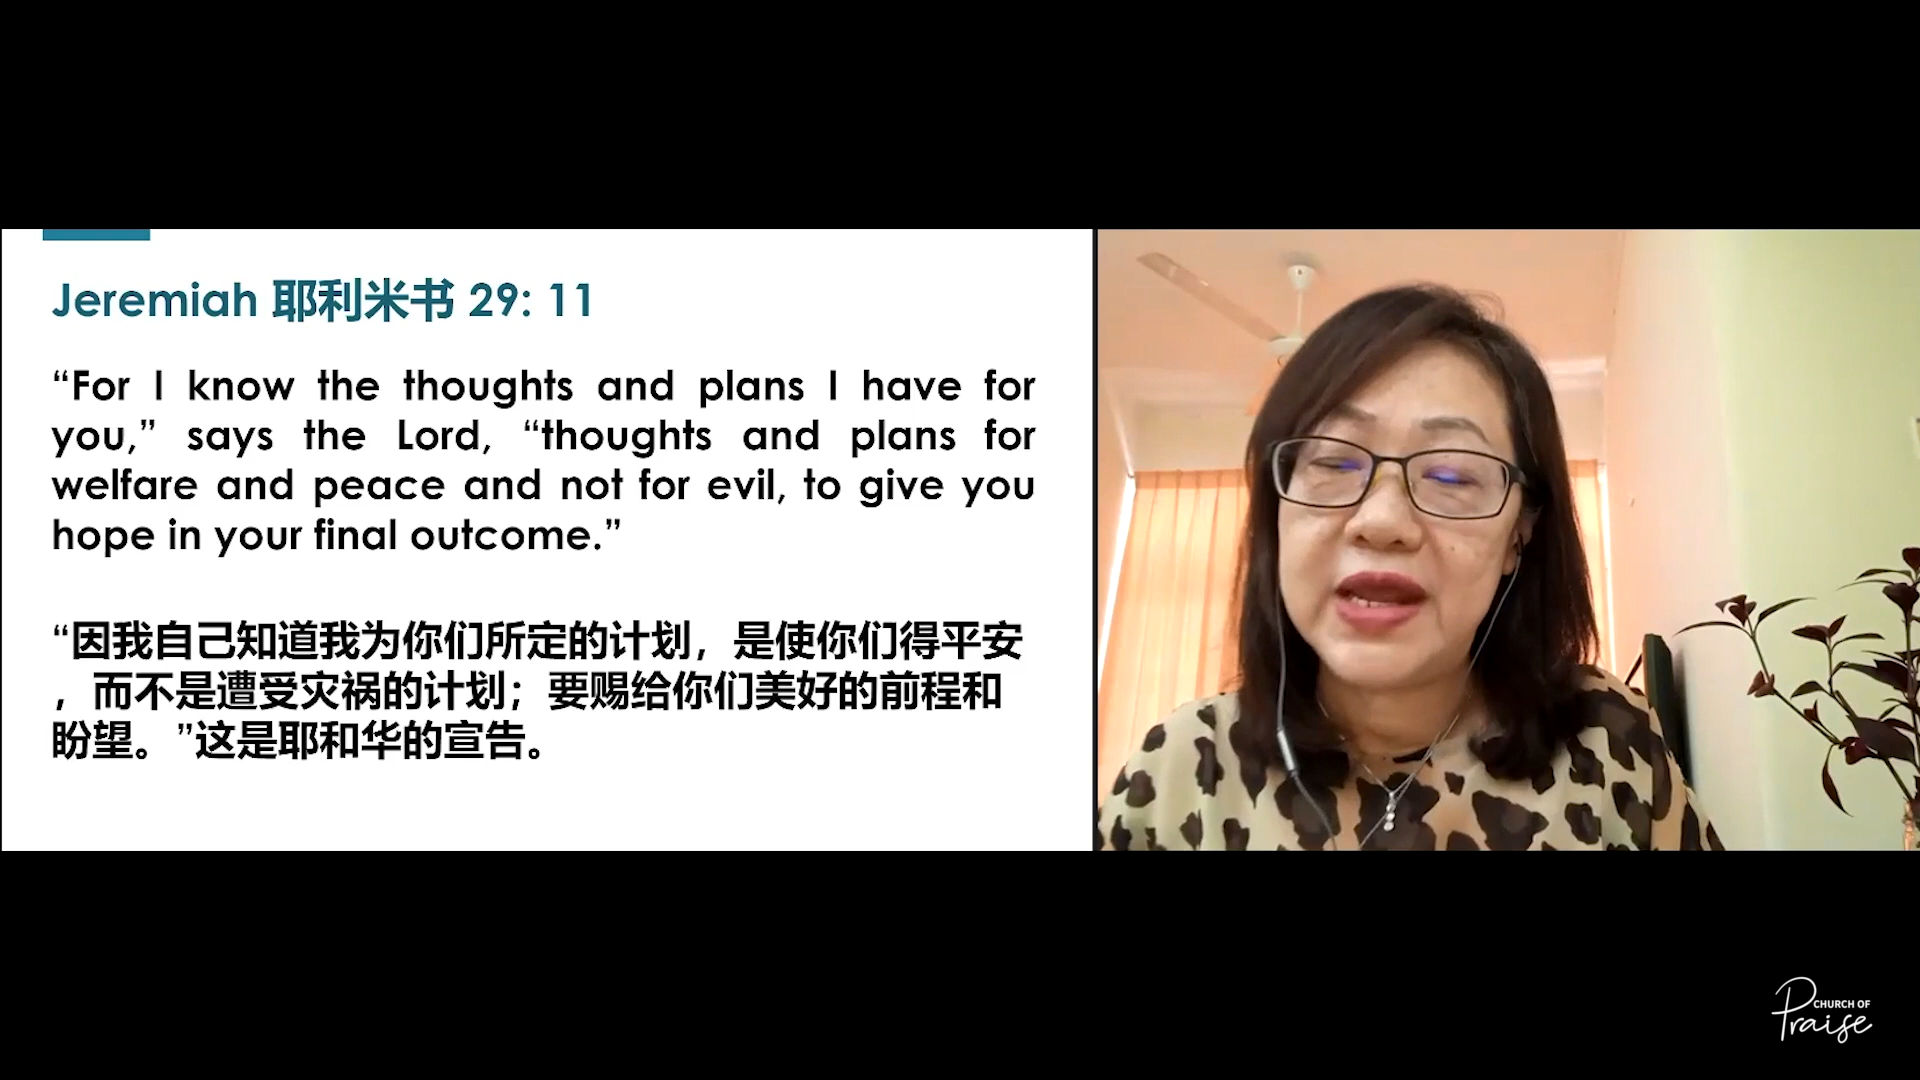 Jeremiah 耶利米书 29: 11
“For I know the thoughts and plans I have for
you,” says the Lord, “thoughts and plans for
welfare and peace and not for evil, to give you
hope in your final outcome.”
“因我自己知道我为你们所定的计划，是使你们得平安
，而不是遭受灾祸的计划；要赐给你们美好的前程和
盼望。”这是耶和华的宣告。
CHURCH OF
Praise